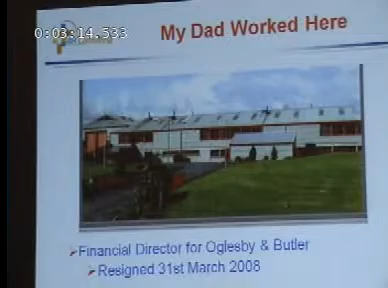 0:03:14.533
My Dad Worked Here
Financial Director for Oglesby & Butler
Resigned 31st March 2008